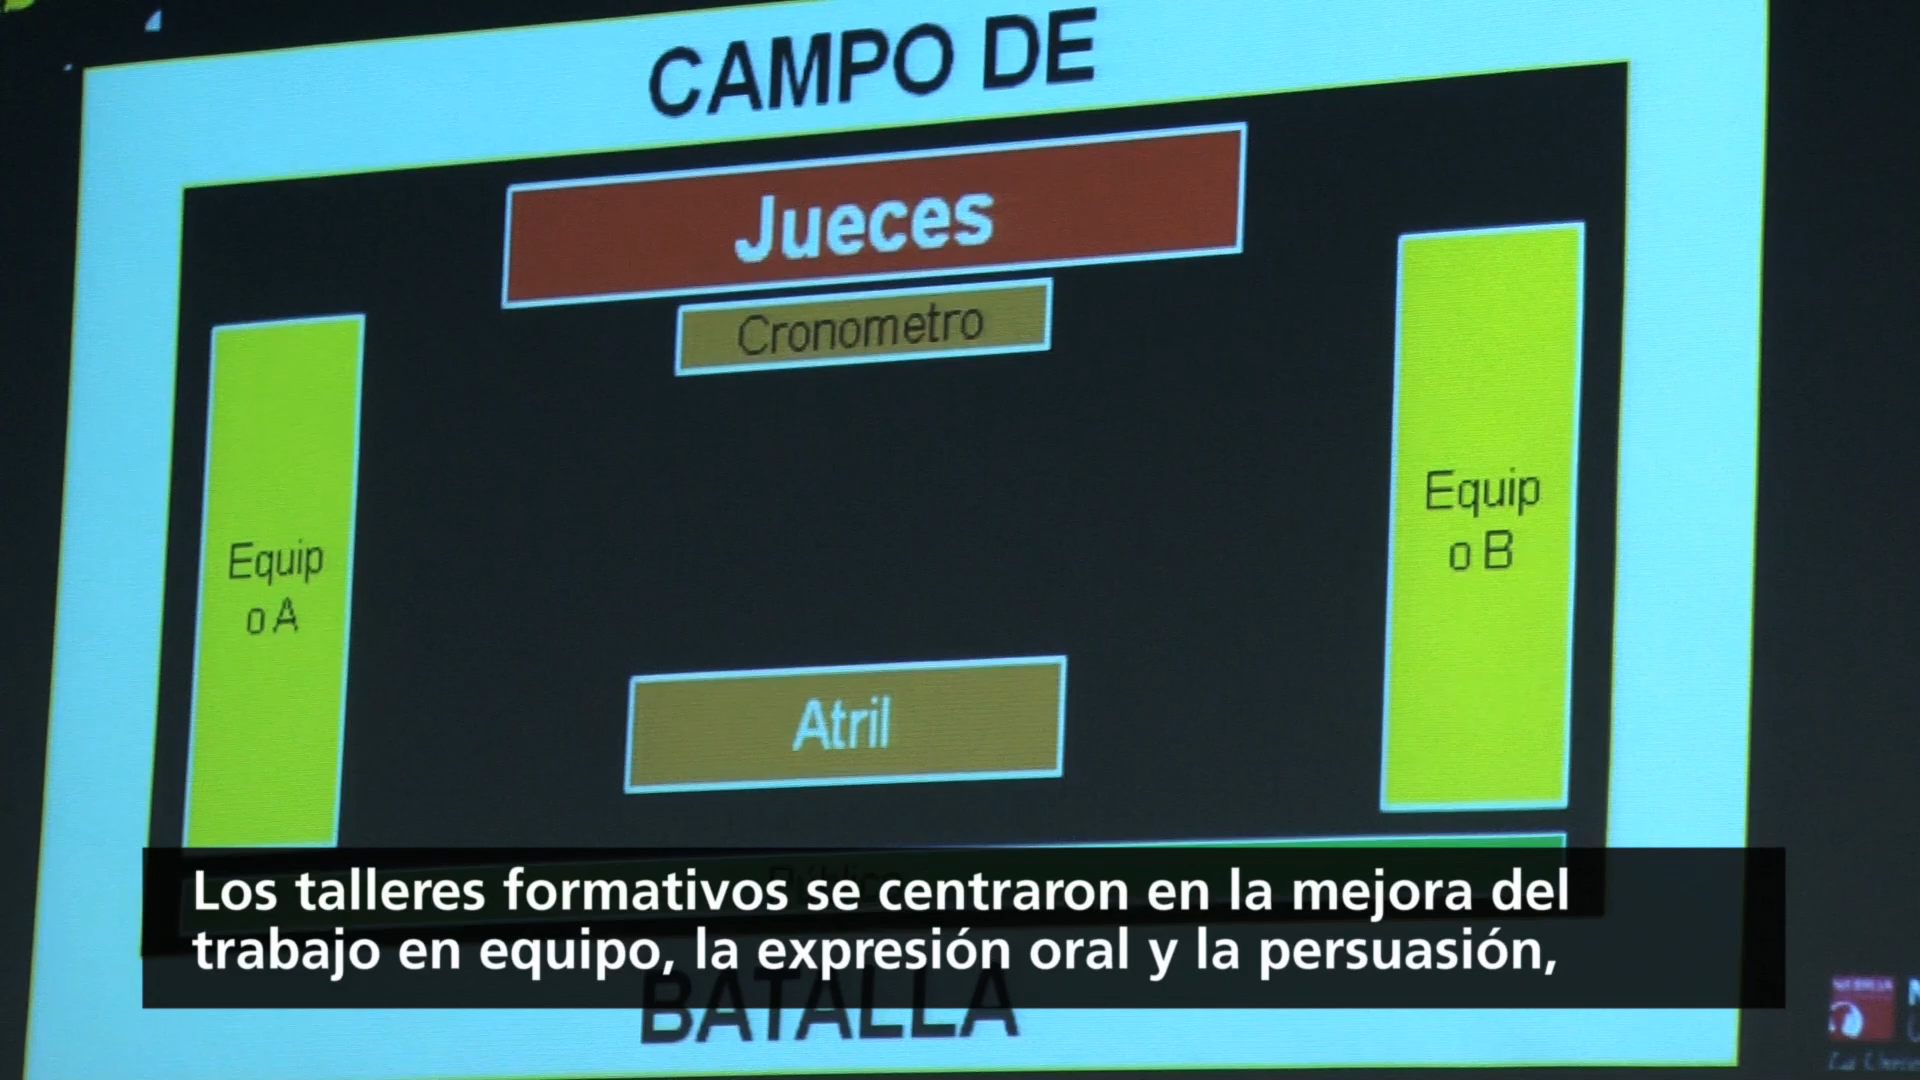 CAMPO DE
Jueces
Cronometro
Equip
o A
Equip
o B
Atril
Los talleres formativos se centraron en la mejora del
trabajo en equipo, la expresión oral y la persuasión,
BATALLA